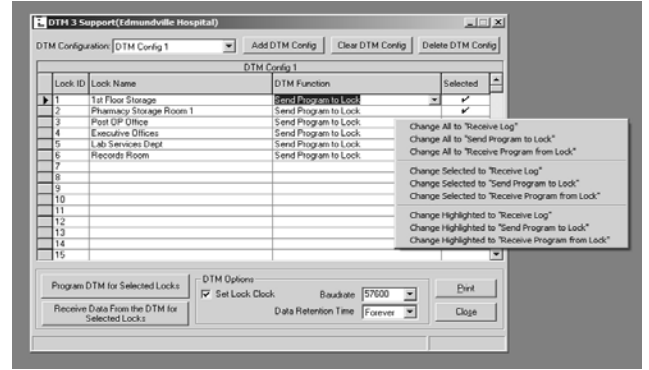 DTM 3 Support(Edmundville Hospital)
DTM Configuration: DTM Config 1 Add DTM Config Clear DTM Config Delete DTM Config
DTM Config 1
Lock ID Lock Name DTM Function Selected
1 1st Floor Storage Send Program to Lock ✔
2 Pharmacy Storage Room 1 Send Program to Lock ✔
3 Post OP Office Send Program to Lock
4 Executive Offices Send Program to Lock
5 Lab Services Dept Send Program to Lock
6 Records Room Send Program to Lock
7
8
9
10
11
12
13
14
15
Change All to "Receive Log"
Change All to "Send Program to Lock"
Change All to "Receive Program from Lock"
Change Selected to "Receive Log"
Change Selected to "Send Program to Lock"
Change Selected to "Receive Program from Lock"
Change Highlighted to "Receive Log"
Change Highlighted to "Send Program to Lock"
Change Highlighted to "Receive Program from Lock"
Program DTM for Selected Locks
Receive Data From the DTM for
Selected Locks
DTM Options
Set Lock Clock Baudrate 57600
Data Retention Time Forever
Print
Close